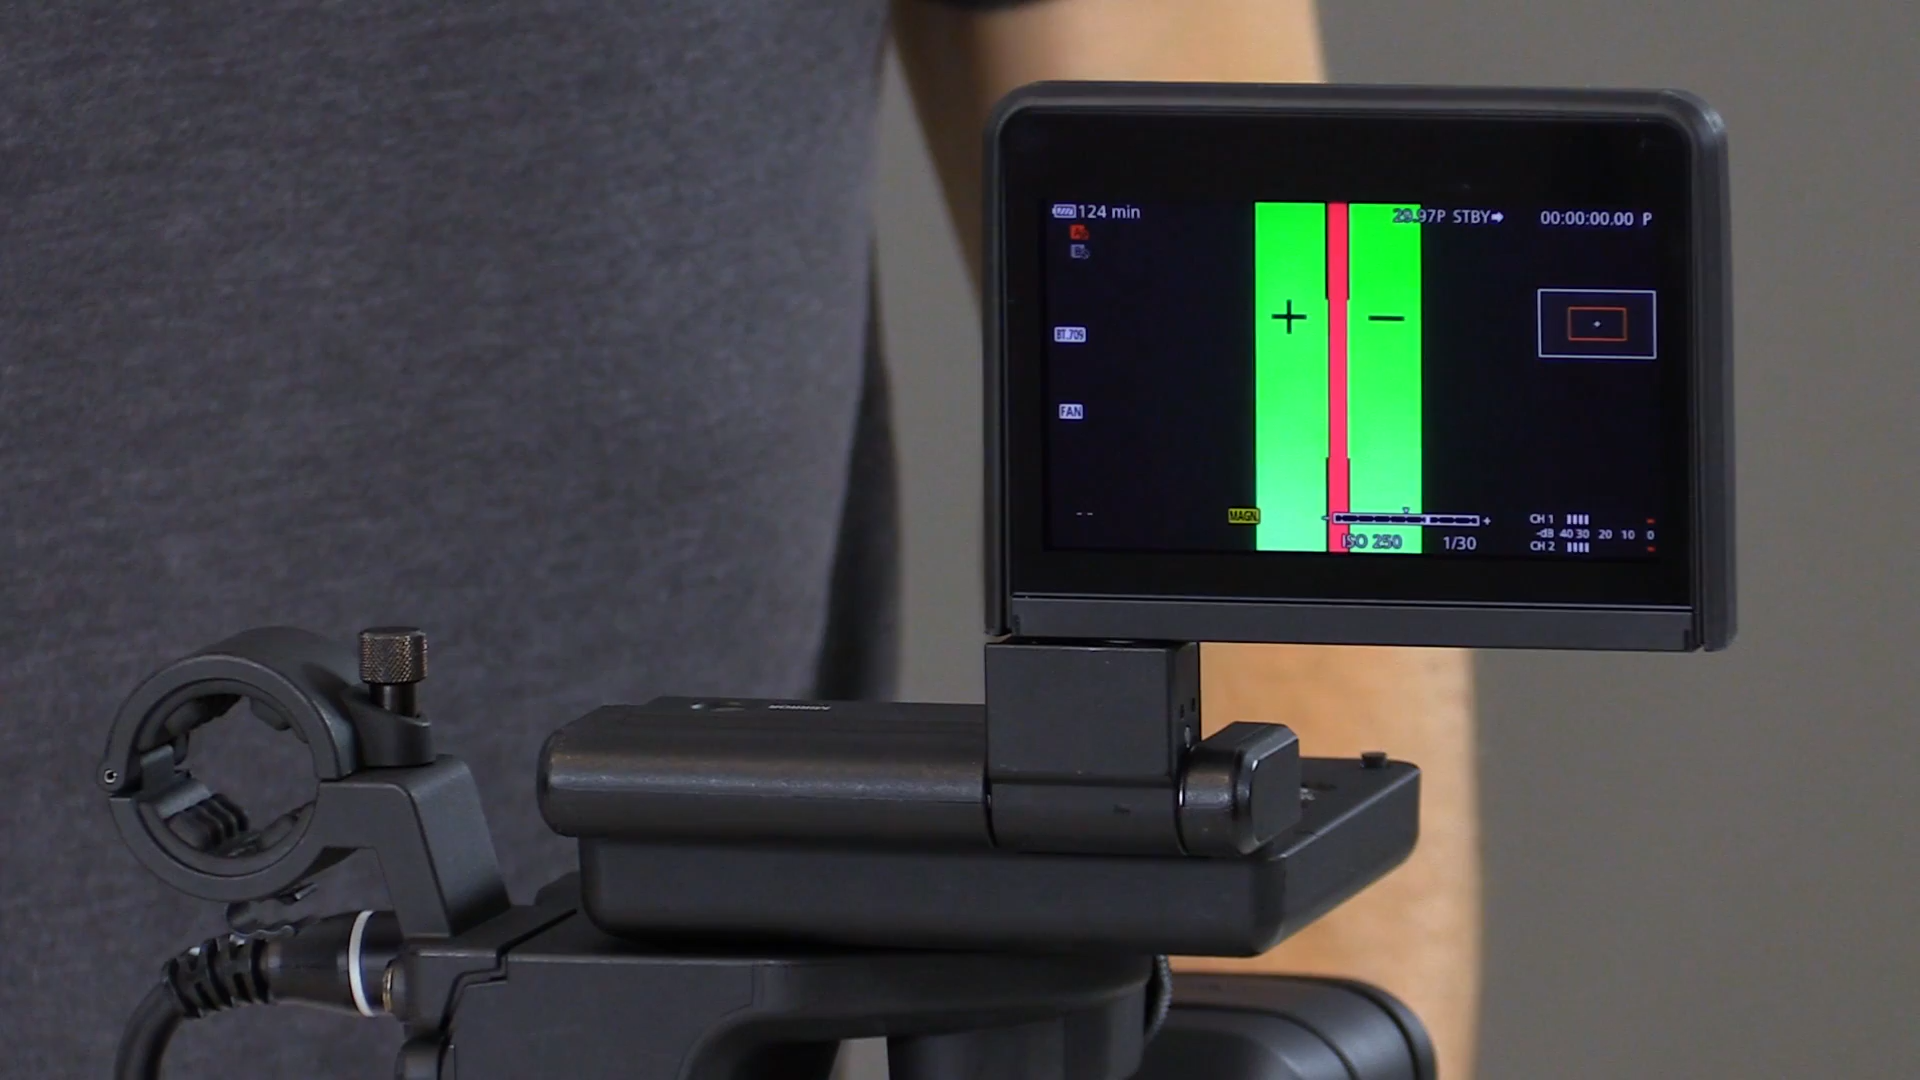 124 min
29.97P STBY
00:00:00.00 P
A
B
+ −
BT.709
FAN
-- MAGN. - +
ISO 250 1/30
CH 1
-dB 40 30 20 10 0
CH 2